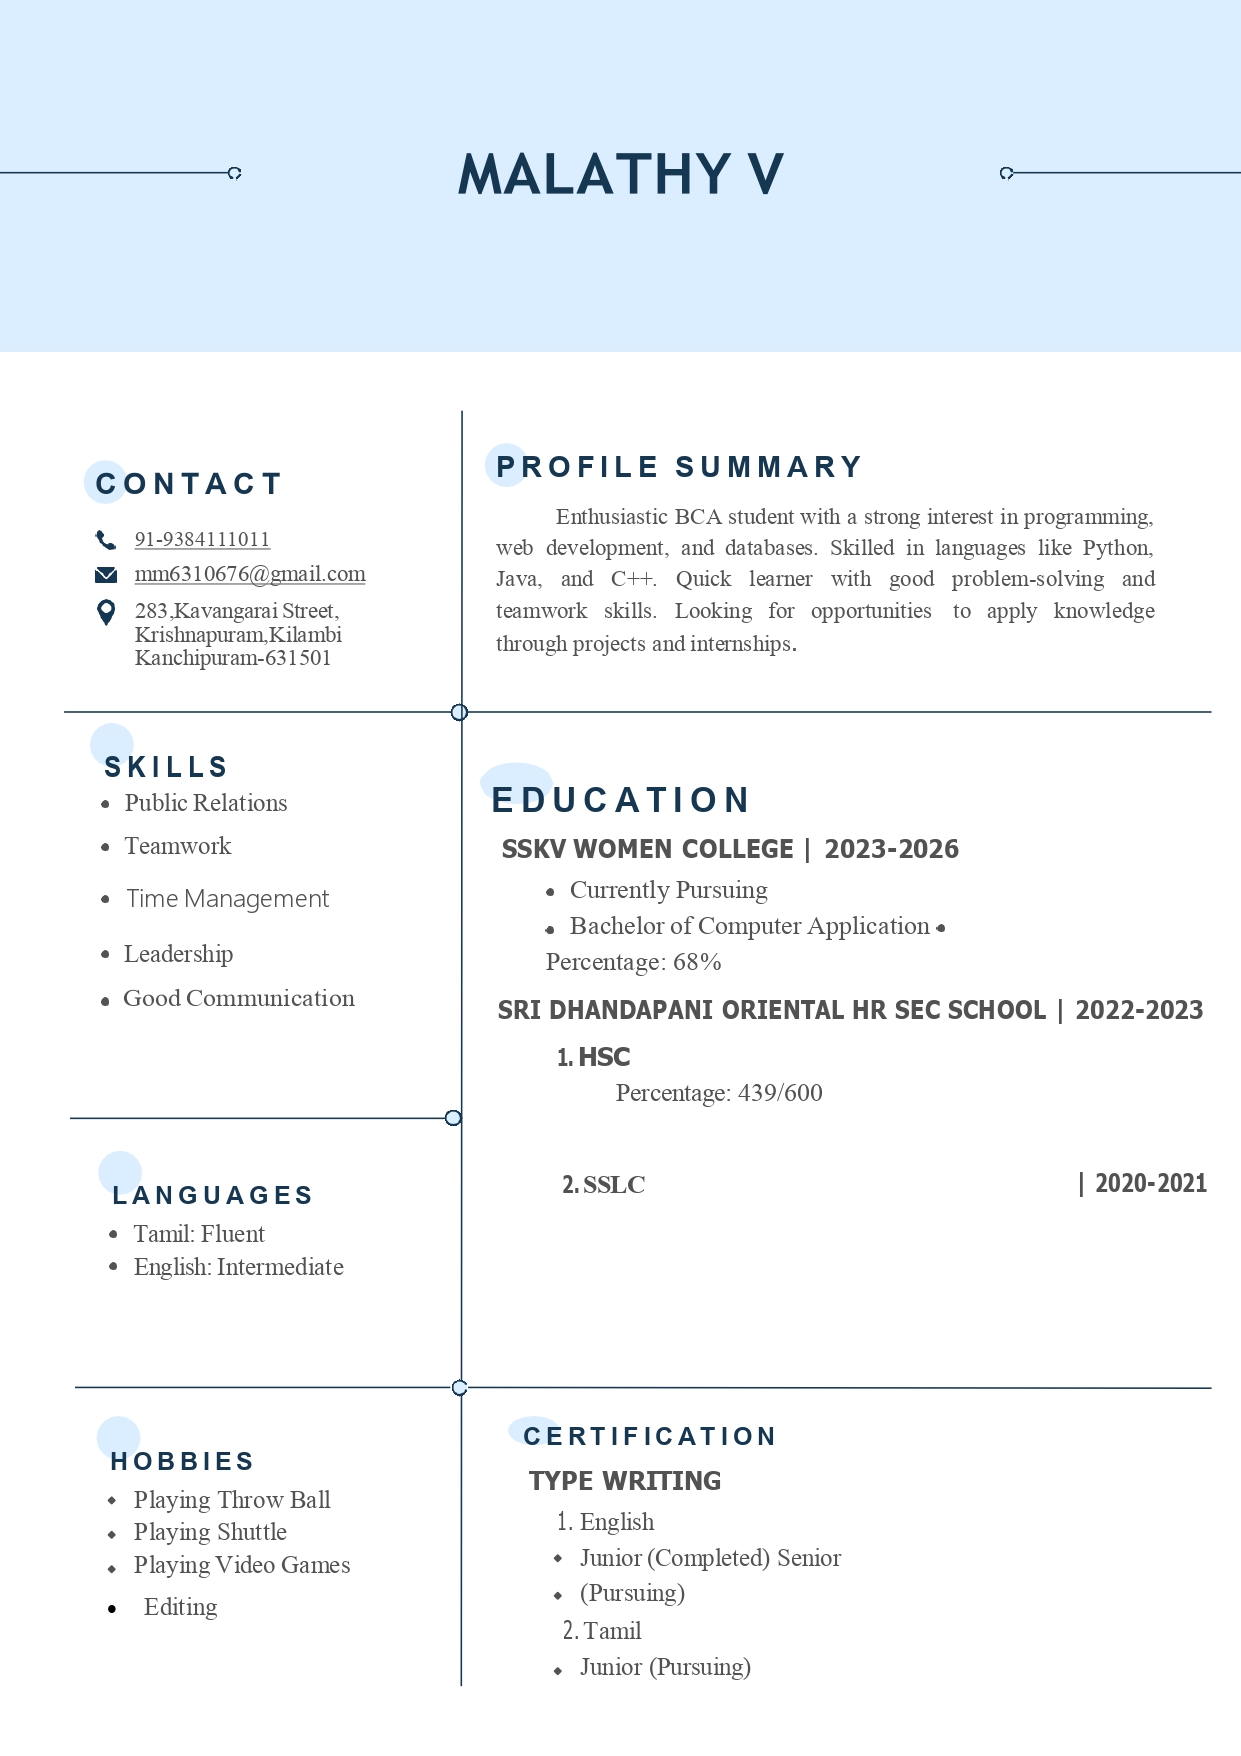 MALATHY V
CONTACT
91-9384111011
mm6310676@gmail.com
283,Kavangarai Street,
Krishnapuram,Kilambi
Kanchipuram-631501
PROFILE SUMMARY
Enthusiastic BCA student with a strong interest in programming,
web development, and databases. Skilled in languages like Python,
Java, and C++. Quick learner with good problem-solving and
teamwork skills. Looking for opportunities to apply knowledge
through projects and internships.
SKILLS
• Public Relations
• Teamwork
• Time Management
• Leadership
• Good Communication
EDUCATION
SSKV WOMEN COLLEGE | 2023-2026
• Currently Pursuing
• Bachelor of Computer Application •
Percentage: 68%
SRI DHANDAPANI ORIENTAL HR SEC SCHOOL | 2022-2023
1. HSC
Percentage: 439/600
2. SSLC | 2020-2021
LANGUAGES
• Tamil: Fluent
• English: Intermediate
HOBBIES
• Playing Throw Ball
• Playing Shuttle
• Playing Video Games
• Editing
CERTIFICATION
TYPE WRITING
1. English
• Junior (Completed) Senior
• (Pursuing)
2. Tamil
• Junior (Pursuing)